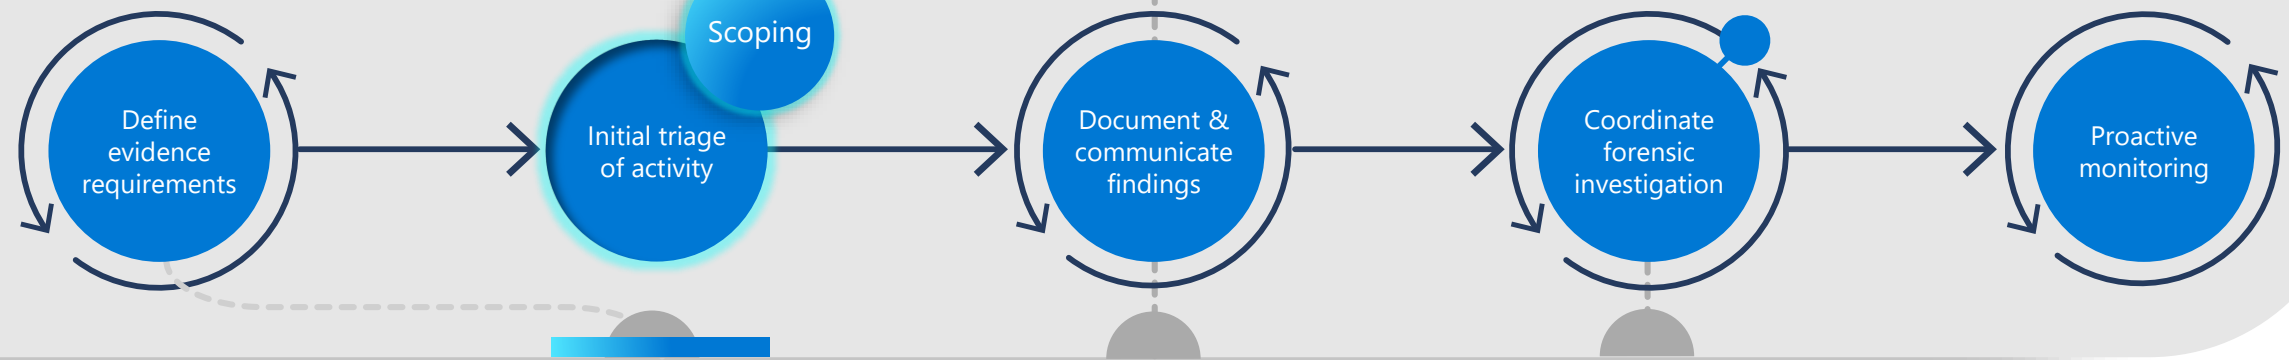 Scoping
Define
evidence
requirements
Initial triage
of activity
Document &
communicate
findings
Coordinate
forensic
investigation
Proactive
monitoring